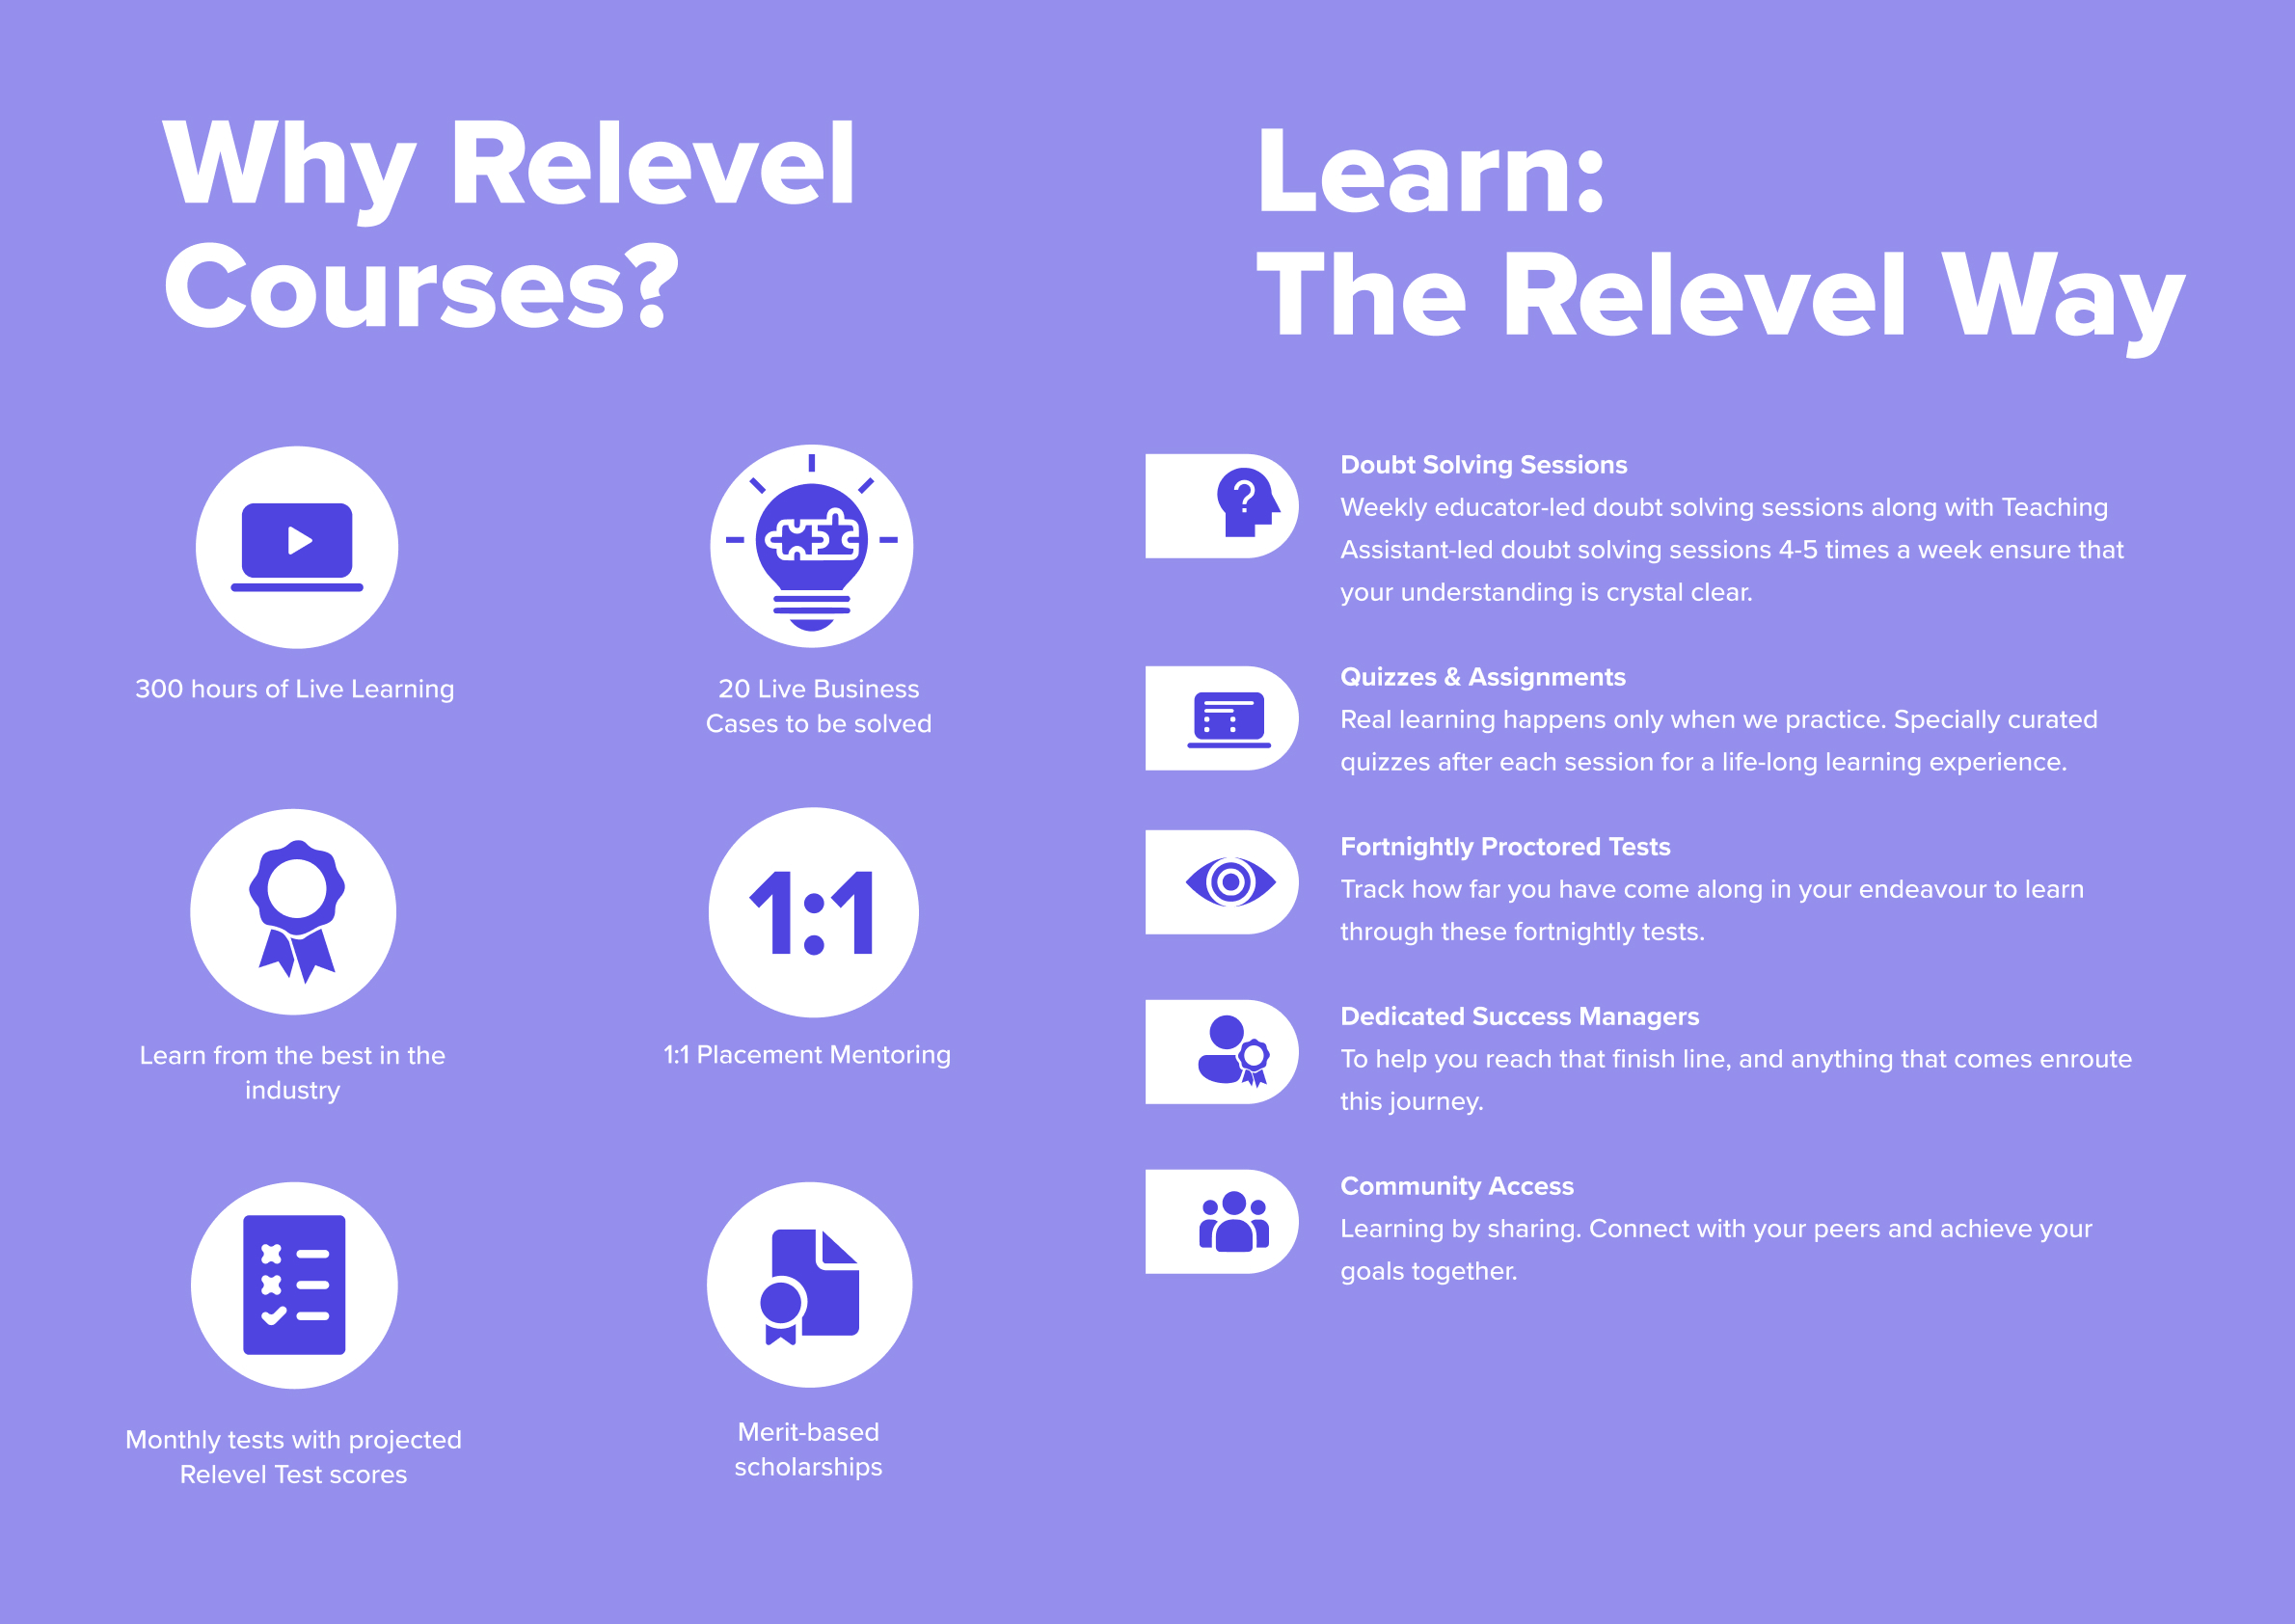 Why Relevel
Courses?
300 hours of Live Learning
20 Live Business
Cases to be solved
Learn from the best in the
industry
1:1
1:1 Placement Mentoring
Monthly tests with projected
Relevel Test scores
Merit-based
scholarships
Learn:
The Relevel Way
?
Doubt Solving Sessions
Weekly educator-led doubt solving sessions along with Teaching
Assistant-led doubt solving sessions 4-5 times a week ensure that
your understanding is crystal clear.
Quizzes & Assignments
Real learning happens only when we practice. Specially curated
quizzes after each session for a life-long learning experience.
Fortnightly Proctored Tests
Track how far you have come along in your endeavour to learn
through these fortnightly tests.
Dedicated Success Managers
To help you reach that finish line, and anything that comes enroute
this journey.
Community Access
Learning by sharing. Connect with your peers and achieve your
goals together.